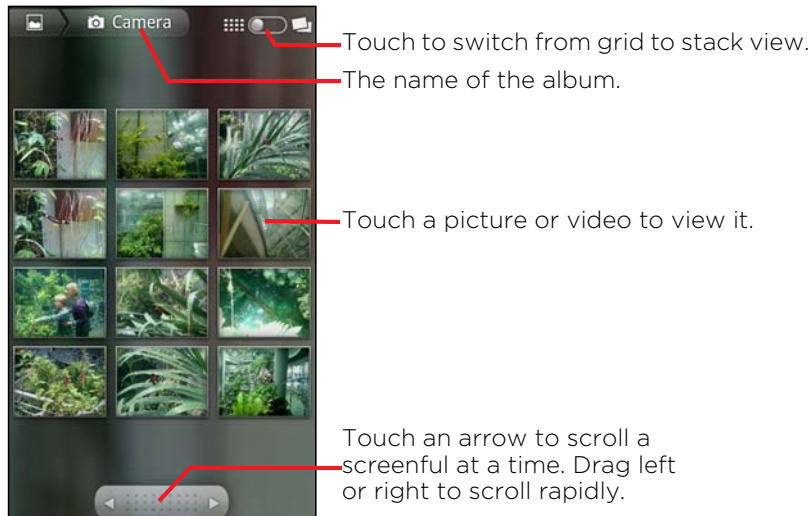 Camera
Touch to switch from grid to stack view.
The name of the album.
Touch a picture or video to view it.
Touch an arrow to scroll a
screenful at a time. Drag left
or right to scroll rapidly.